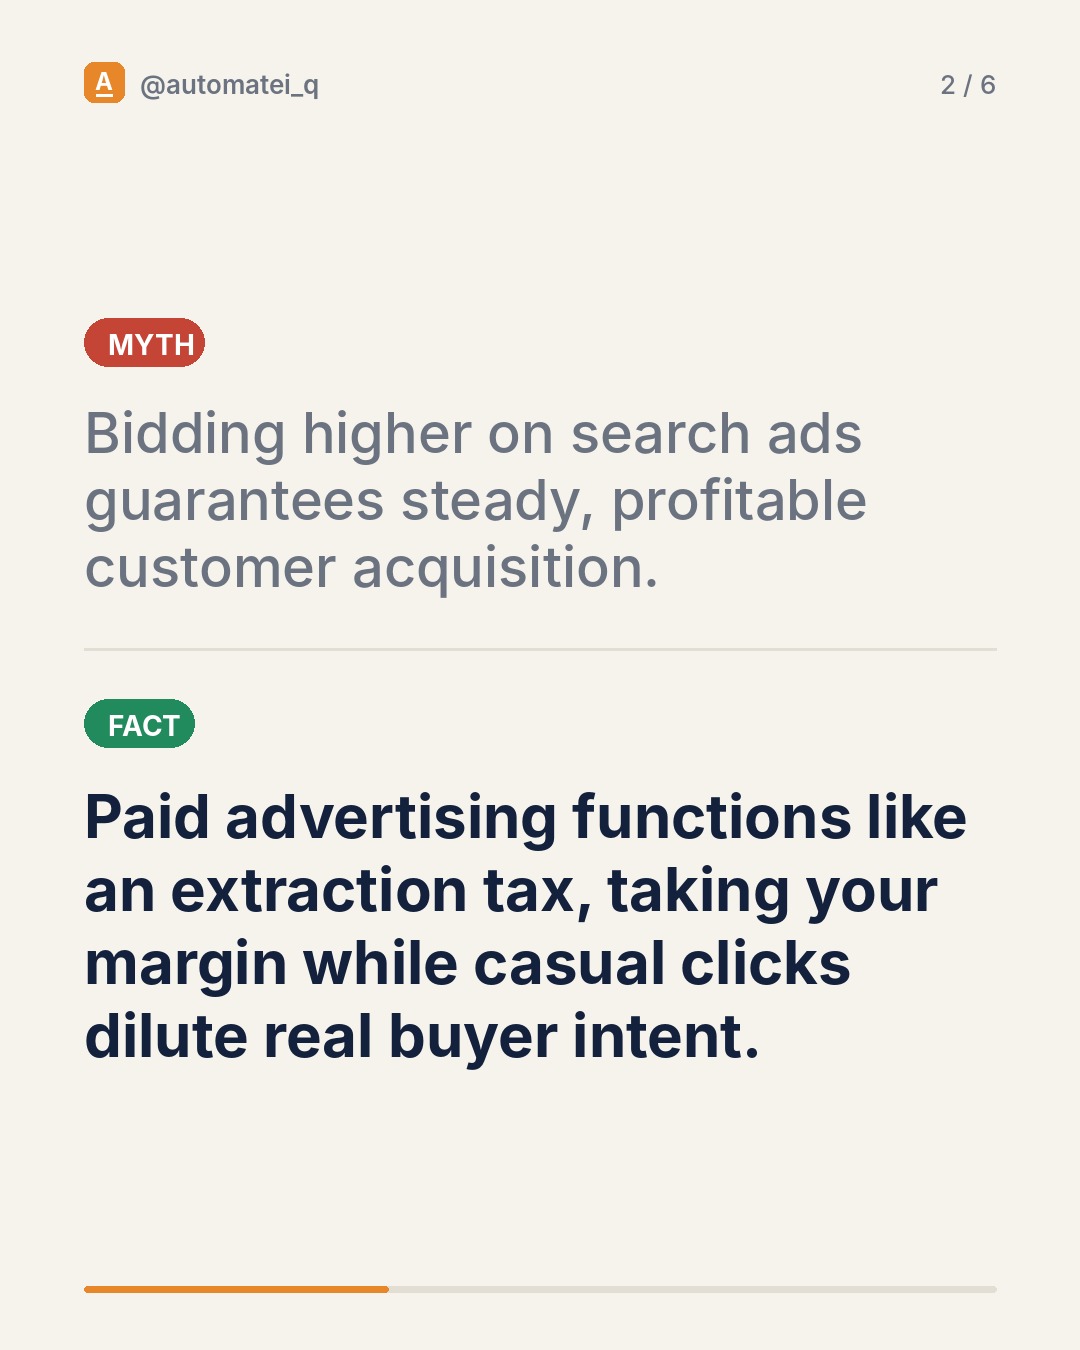 A @automatei_q 2 / 6
MYTH
Bidding higher on search ads
guarantees steady, profitable
customer acquisition.
FACT
Paid advertising functions like
an extraction tax, taking your
margin while casual clicks
dilute real buyer intent.